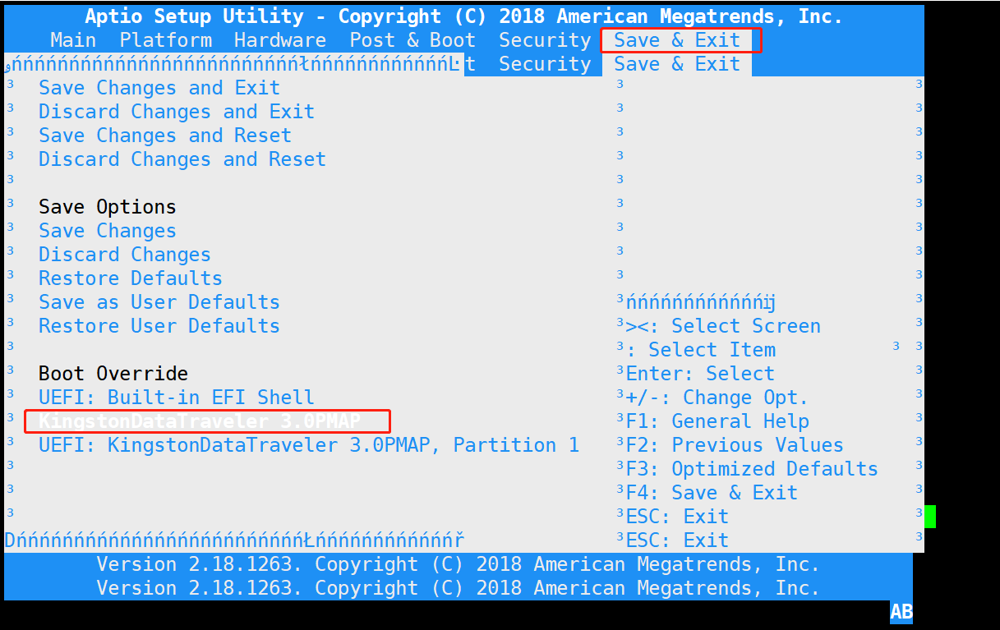 Aptio Setup Utility - Copyright (C) 2018 American Megatrends, Inc.
Main Platform Hardware Post & Boot Security Save & Exit
t Security Save & Exit
Save Changes and Exit
Discard Changes and Exit
Save Changes and Reset
Discard Changes and Reset
Save Options
Save Changes
Discard Changes
Restore Defaults
Save as User Defaults
Restore User Defaults
Boot Override
UEFI: Built-in EFI Shell
KingstonDataTraveler 3.0PMAP
UEFI: KingstonDataTraveler 3.0PMAP, Partition 1
><: Select Screen
: Select Item
Enter: Select
+/-: Change Opt.
F1: General Help
F2: Previous Values
F3: Optimized Defaults
F4: Save & Exit
ESC: Exit
ESC: Exit
Version 2.18.1263. Copyright (C) 2018 American Megatrends, Inc.
Version 2.18.1263. Copyright (C) 2018 American Megatrends, Inc.
AB